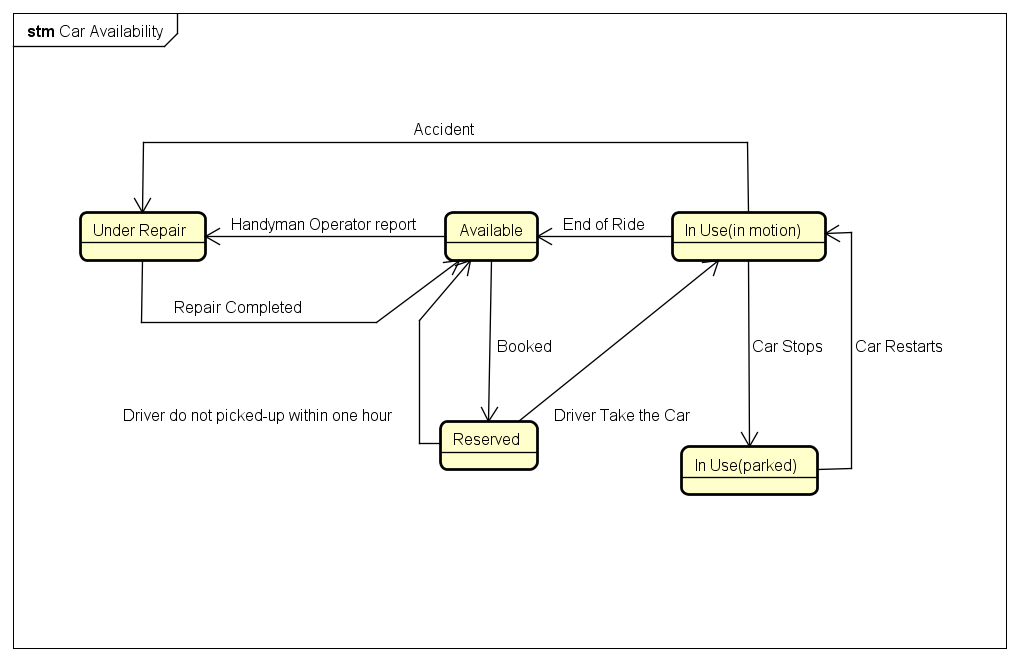 stm Car Availability
Accident
Handyman Operator report
End of Ride
Under Repair
Available
In Use(in motion)
Repair Completed
Booked
Car Stops
Car Restarts
Driver do not picked-up within one hour
Driver Take the Car
Reserved
In Use(parked)